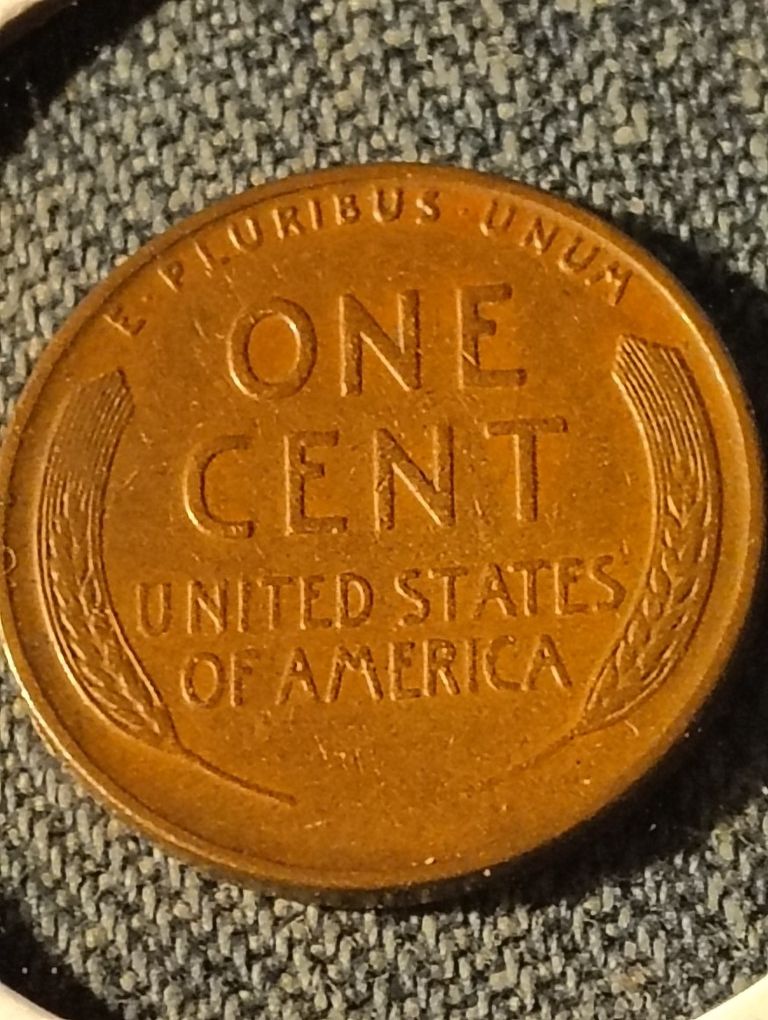 E · PLURIBUS · UNUM
ONE
CENT
UNITED STATES
OF AMERICA